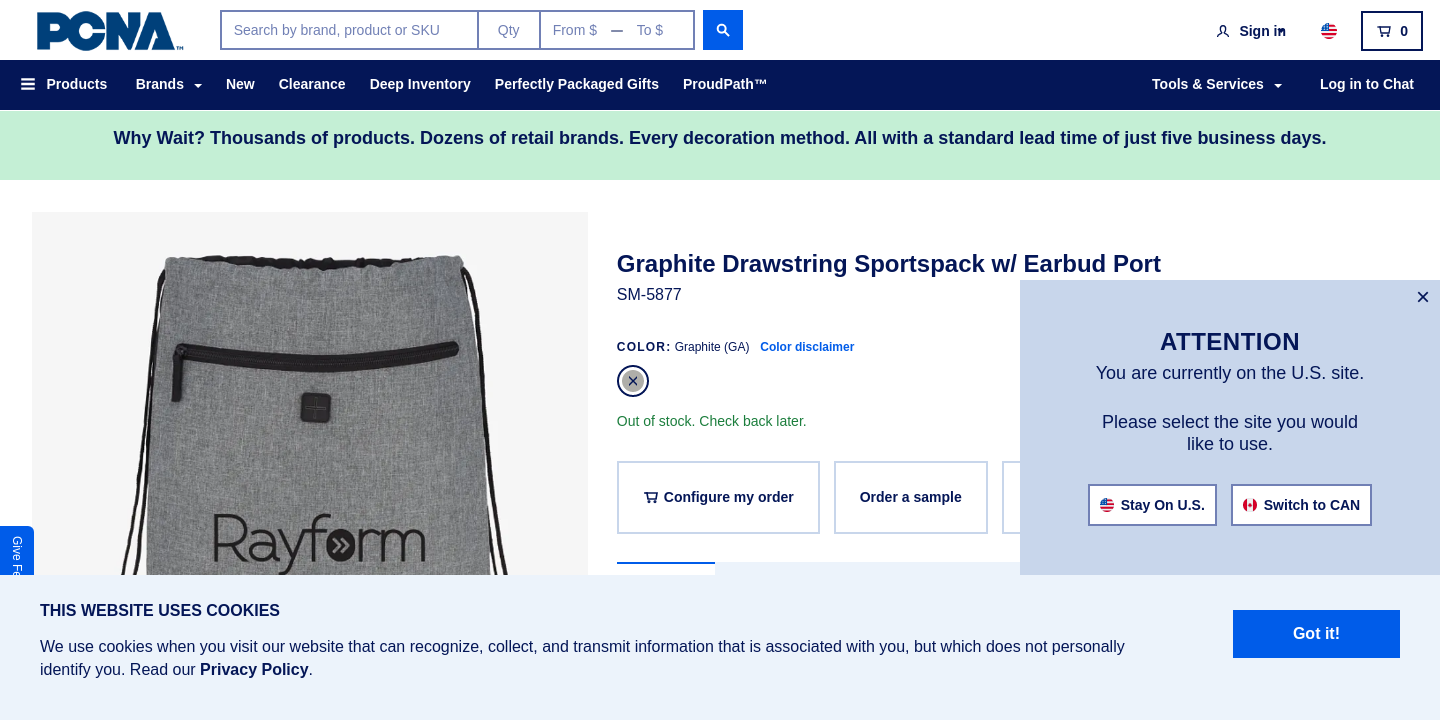 PCNA™
Search by brand, product or SKU
Qty
From $ — To $
Sign in
0
Products
Brands
New
Clearance
Deep Inventory
Perfectly Packaged Gifts
ProudPath™
Tools & Services
Log in to Chat
Why Wait? Thousands of products. Dozens of retail brands. Every decoration method. All with a standard lead time of just five business days.
Graphite Drawstring Sportspack w/ Earbud Port
SM-5877
COLOR: Graphite (GA) Color disclaimer
Out of stock. Check back later.
Configure my order
Order a sample
Rayform
ATTENTION
You are currently on the U.S. site.
Please select the site you would
like to use.
Stay On U.S.
Switch to CAN
Give Fe
THIS WEBSITE USES COOKIES
We use cookies when you visit our website that can recognize, collect, and transmit information that is associated with you, but which does not personally
identify you. Read our Privacy Policy.
Got it!